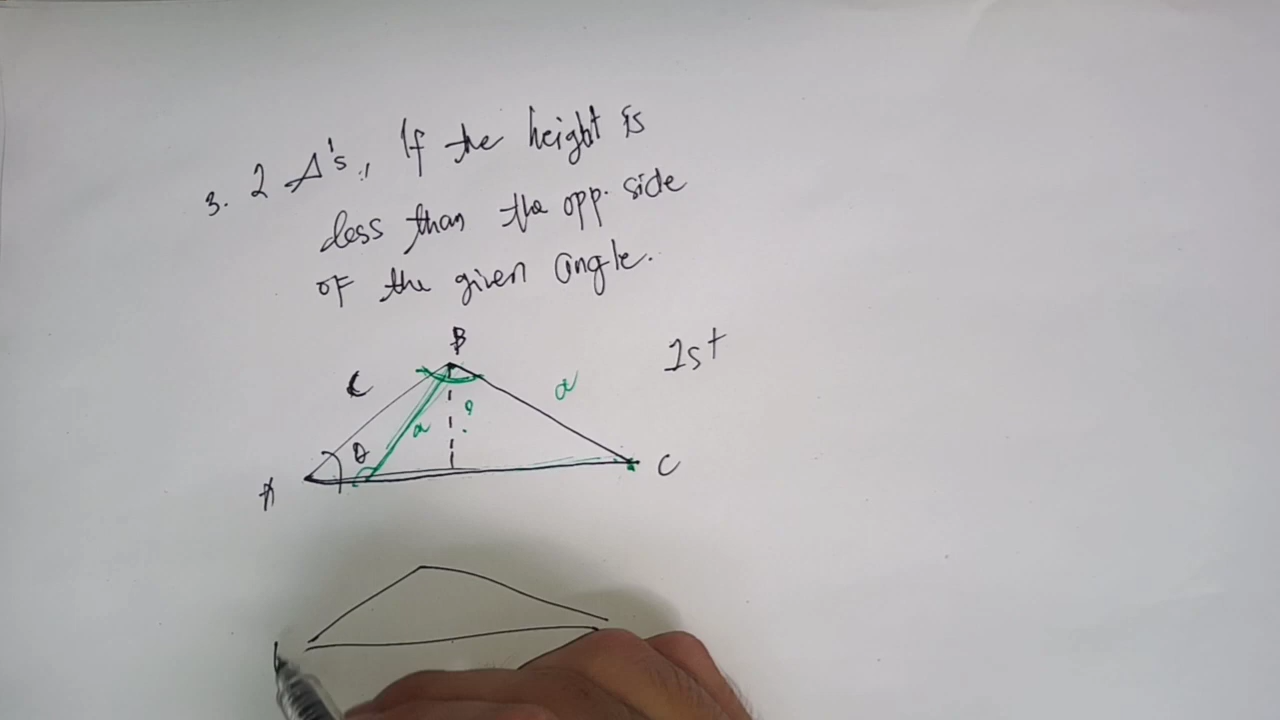 3. 2 Δ's, If the height is
less than the opp. side
of the given angle.
B
1st
c
a
a
?
θ
A
C